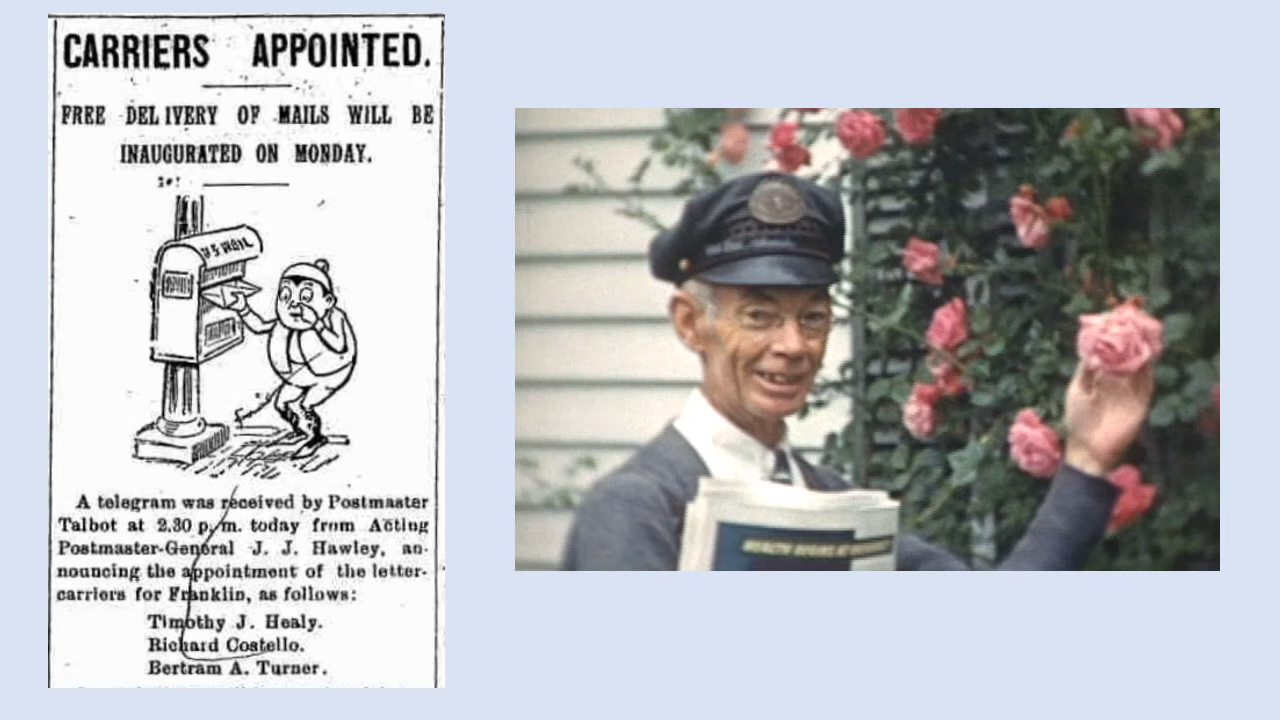 CARRIERS APPOINTED.
FREE DELIVERY OF MAILS WILL BE
INAUGURATED ON MONDAY.
U.S. MAIL
A telegram was received by Postmaster
Talbot at 2.30 p.m. today from Acting
Postmaster-General J. J. Hawley, an-
nouncing the appointment of the letter-
carriers for Franklin, as follows:
Timothy J. Healy.
Richard Costello.
Bertram A. Turner.
HEALTH